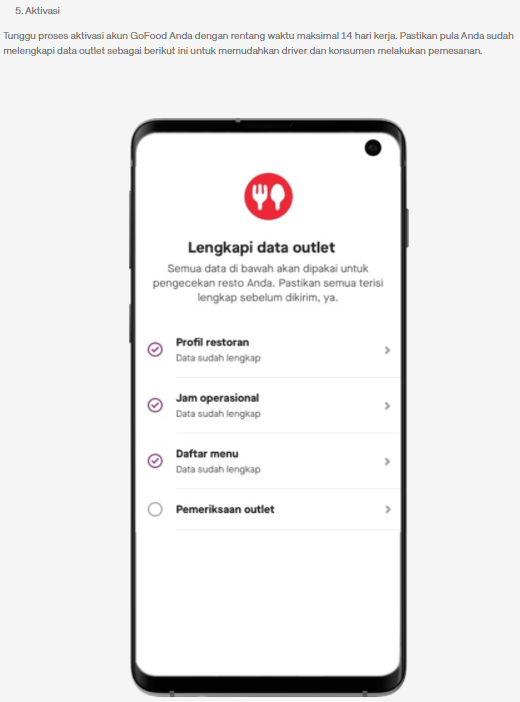 5. Aktivasi
Tunggu proses aktivasi akun GoFood Anda dengan rentang waktu maksimal 14 hari kerja. Pastikan pula Anda sudah
melengkapi data outlet sebagai berikut ini untuk memudahkan driver dan konsumen melakukan pemesanan.
Lengkapi data outlet
Semua data di bawah akan dipakai untuk
pengecekan resto Anda. Pastikan semua terisi
lengkap sebelum dikirim, ya.
Profil restoran
Data sudah lengkap
Jam operasional
Data sudah lengkap
Daftar menu
Data sudah lengkap
Pemeriksaan outlet